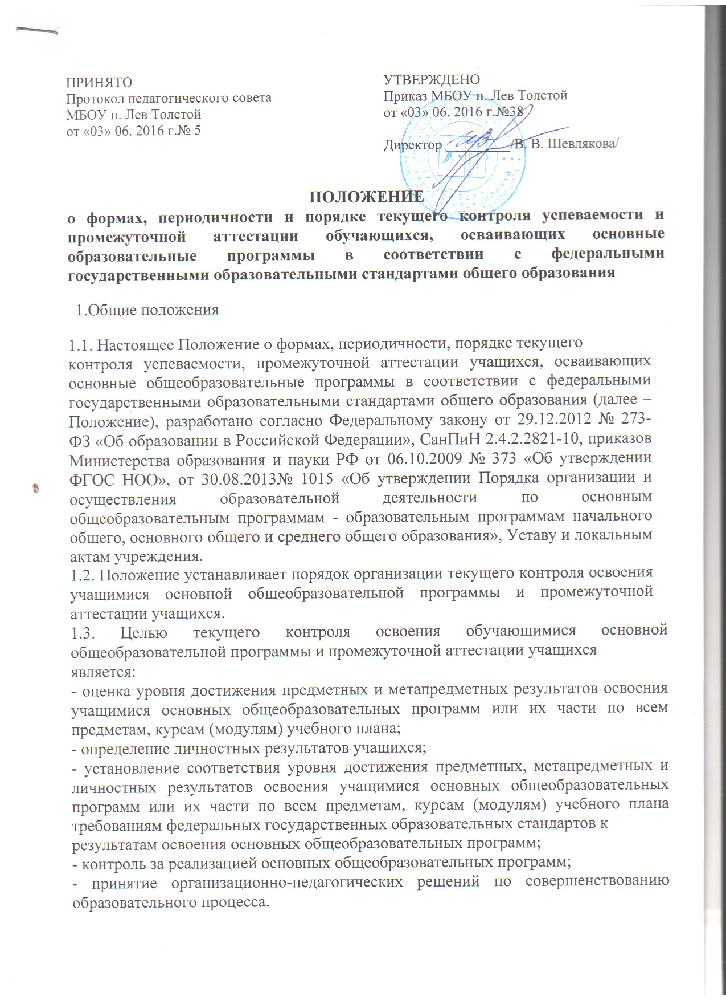 ПРИНЯТО
Протокол педагогического совета
МБОУ п. Лев Толстой
от «03» 06. 2016 г.№ 5
УТВЕРЖДЕНО
Приказ МБОУ п. Лев Толстой
от «03» 06. 2016 г.№38
Директор _________/В. В. Шевлякова/
ПОЛОЖЕНИЕ
о формах, периодичности и порядке текущего контроля успеваемости и
промежуточной аттестации обучающихся, осваивающих основные
образовательные программы в соответствии с федеральными
государственными образовательными стандартами общего образования
1.Общие положения
1.1. Настоящее Положение о формах, периодичности, порядке текущего
контроля успеваемости, промежуточной аттестации учащихся, осваивающих
основные общеобразовательные программы в соответствии с федеральными
государственными образовательными стандартами общего образования (далее –
Положение), разработано согласно Федеральному закону от 29.12.2012 № 273-
ФЗ «Об образовании в Российской Федерации», СанПиН 2.4.2.2821-10, приказов
Министерства образования и науки РФ от 06.10.2009 № 373 «Об утверждении
ФГОС НОО», от 30.08.2013№ 1015 «Об утверждении Порядка организации и
осуществления образовательной деятельности по основным
общеобразовательным программам - образовательным программам начального
общего, основного общего и среднего общего образования», Уставу и локальным
актам учреждения.
1.2. Положение устанавливает порядок организации текущего контроля освоения
учащимися основной общеобразовательной программы и промежуточной
аттестации учащихся.
1.3. Целью текущего контроля освоения обучающимися основной
общеобразовательной программы и промежуточной аттестации учащихся
является:
- оценка уровня достижения предметных и метапредметных результатов освоения
учащимися основных общеобразовательных программ или их части по всем
предметам, курсам (модулям) учебного плана;
- определение личностных результатов учащихся;
- установление соответствия уровня достижения предметных, метапредметных и
личностных результатов освоения учащимися основных общеобразовательных
программ или их части по всем предметам, курсам (модулям) учебного плана
требованиям федеральных государственных образовательных стандартов к
результатам освоения основных общеобразовательных программ;
- контроль за реализацией основных общеобразовательных программ;
- принятие организационно-педагогических решений по совершенствованию
образовательного процесса.